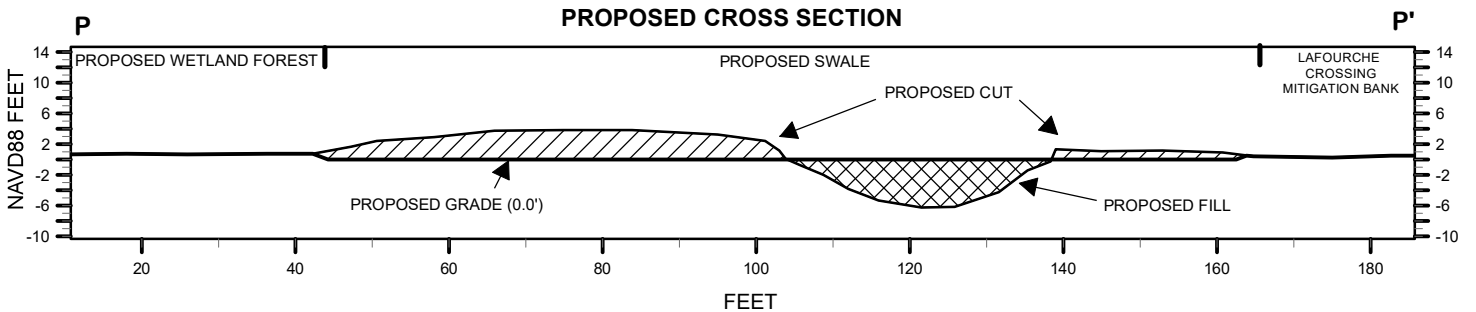 PROPOSED CROSS SECTION
P
P'
PROPOSED WETLAND FOREST
PROPOSED SWALE
LAFOURCHE
CROSSING
MITIGATION BANK
PROPOSED CUT
PROPOSED GRADE (0.0')
PROPOSED FILL
NAVD88 FEET
14
10
6
2
-2
-6
-10
14
10
6
2
-2
-6
-10
20
40
60
80
100
120
140
160
180
FEET